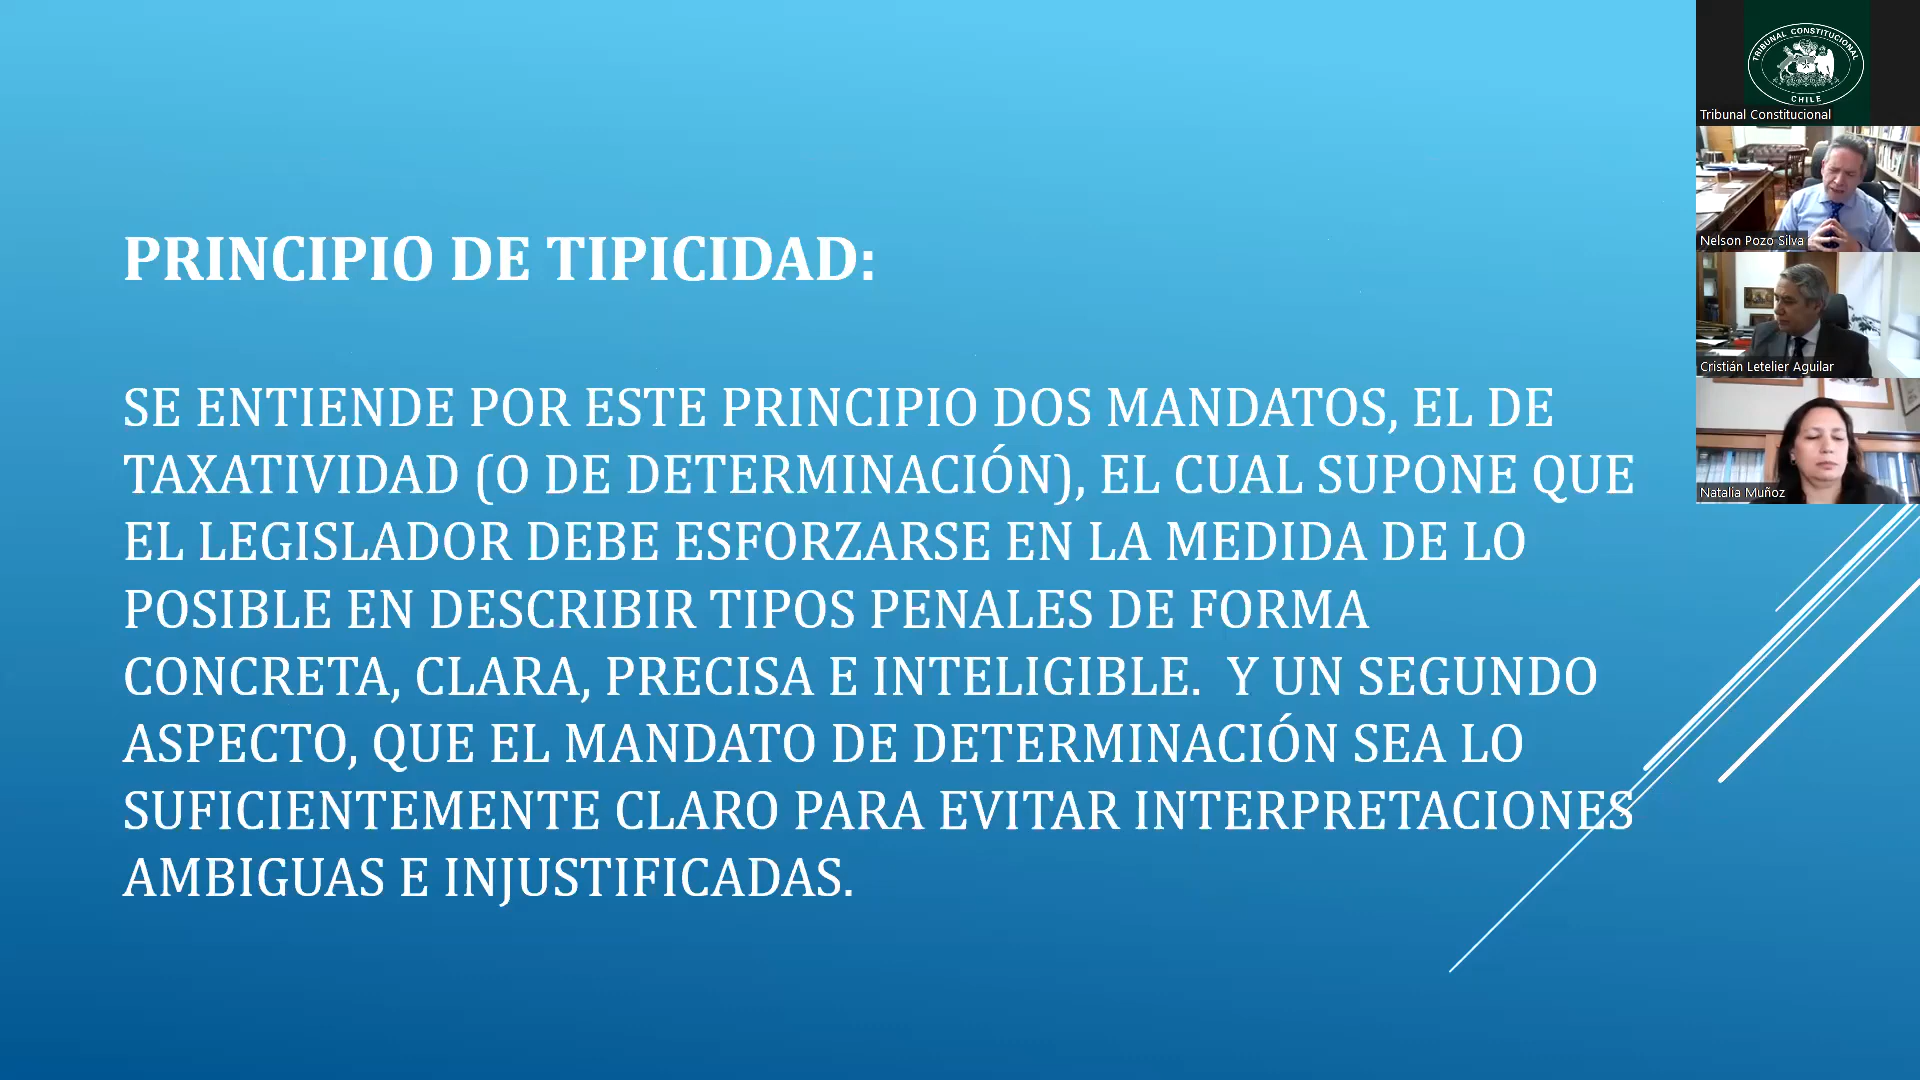 PRINCIPIO DE TIPICIDAD:
SE ENTIENDE POR ESTE PRINCIPIO DOS MANDATOS, EL DE
TAXATIVIDAD (O DE DETERMINACIÓN), EL CUAL SUPONE QUE
EL LEGISLADOR DEBE ESFORZARSE EN LA MEDIDA DE LO
POSIBLE EN DESCRIBIR TIPOS PENALES DE FORMA
CONCRETA, CLARA, PRECISA E INTELIGIBLE.  Y UN SEGUNDO
ASPECTO, QUE EL MANDATO DE DETERMINACIÓN SEA LO
SUFICIENTEMENTE CLARO PARA EVITAR INTERPRETACIONES
AMBIGUAS E INJUSTIFICADAS.
TRIBUNAL CONSTITUCIONAL
CHILE
Tribunal Constitucional
Nelson Pozo Silva
Cristián Letelier Aguilar
Natalia Muñoz